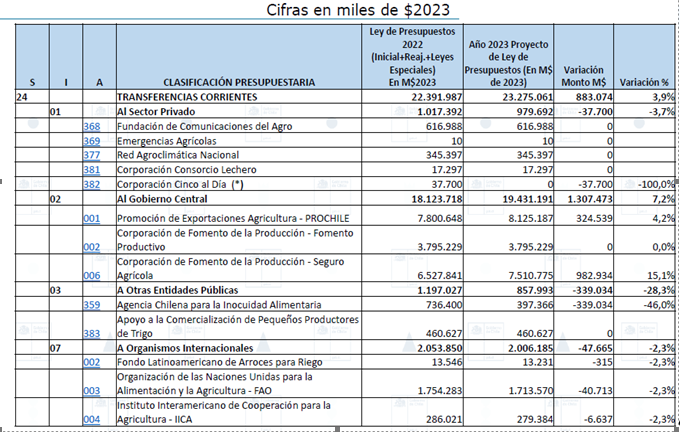 Cifras en miles de $2023
S I A CLASIFICACIÓN PRESUPUESTARIA Ley de Presupuestos 2022 (Inicial+Reaj.+Leyes Especiales) En M$2023 Año 2023 Proyecto de Ley de Presupuestos (En M$ de 2023) Variación Monto M$ Variación %
24 TRANSFERENCIAS CORRIENTES 22.391.987 23.275.061 883.074 3,9%
01 Al Sector Privado 1.017.392 979.692 -37.700 -3,7%
368 Fundación de Comunicaciones del Agro 616.988 616.988 0
369 Emergencias Agrícolas 10 10 0
377 Red Agroclimática Nacional 345.397 345.397 0
381 Corporación Consorcio Lechero 17.297 17.297 0
382 Corporación Cinco al Día (*) 37.700 0 -37.700 -100,0%
02 Al Gobierno Central 18.123.718 19.431.191 1.307.473 7,2%
001 Promoción de Exportaciones Agricultura - PROCHILE 7.800.648 8.125.187 324.539 4,2%
Corporación de Fomento de la Producción - Fomento
002 Productivo 3.795.229 3.795.229 0 0,0%
Corporación de Fomento de la Producción - Seguro
006 Agrícola 6.527.841 7.510.775 982.934 15,1%
03 A Otras Entidades Públicas 1.197.027 857.993 -339.034 -28,3%
359 Agencia Chilena para la Inocuidad Alimentaria 736.400 397.366 -339.034 -46,0%
Apoyo a la Comercialización de Pequeños Productores
383 de Trigo 460.627 460.627 0
07 A Organismos Internacionales 2.053.850 2.006.185 -47.665 -2,3%
002 Fondo Latinoamericano de Arroces para Riego 13.546 13.231 -315 -2,3%
Organización de las Naciones Unidas para la
003 Alimentación y la Agricultura - FAO 1.754.283 1.713.570 -40.713 -2,3%
Instituto Interamericano de Cooperación para la
004 Agricultura - IICA 286.021 279.384 -6.637 -2,3%